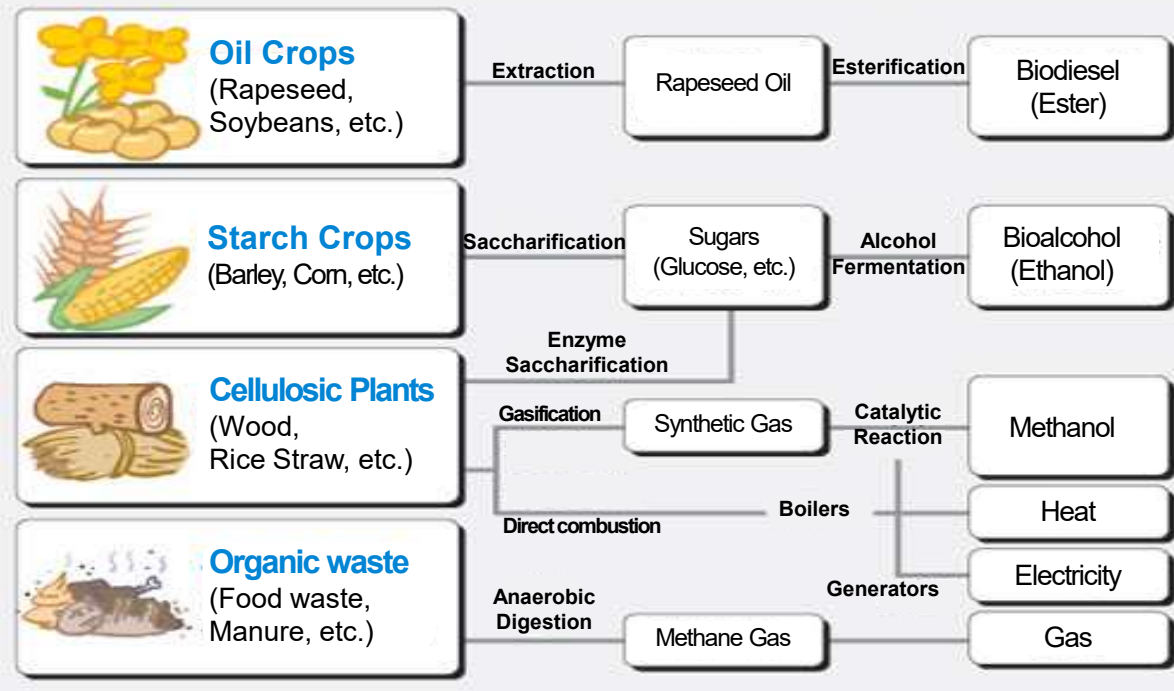 Oil Crops
(Rapeseed,
Soybeans, etc.)
Extraction
Rapeseed Oil
Esterification
Biodiesel
(Ester)
Starch Crops
(Barley, Corn, etc.)
Saccharification
Sugars
(Glucose, etc.)
Alcohol
Fermentation
Bioalcohol
(Ethanol)
Enzyme
Saccharification
Cellulosic Plants
(Wood,
Rice Straw, etc.)
Gasification
Synthetic Gas
Catalytic
Reaction
Methanol
Direct combustion
Boilers
Heat
Generators
Electricity
Organic waste
(Food waste,
Manure, etc.)
Anaerobic
Digestion
Methane Gas
Gas